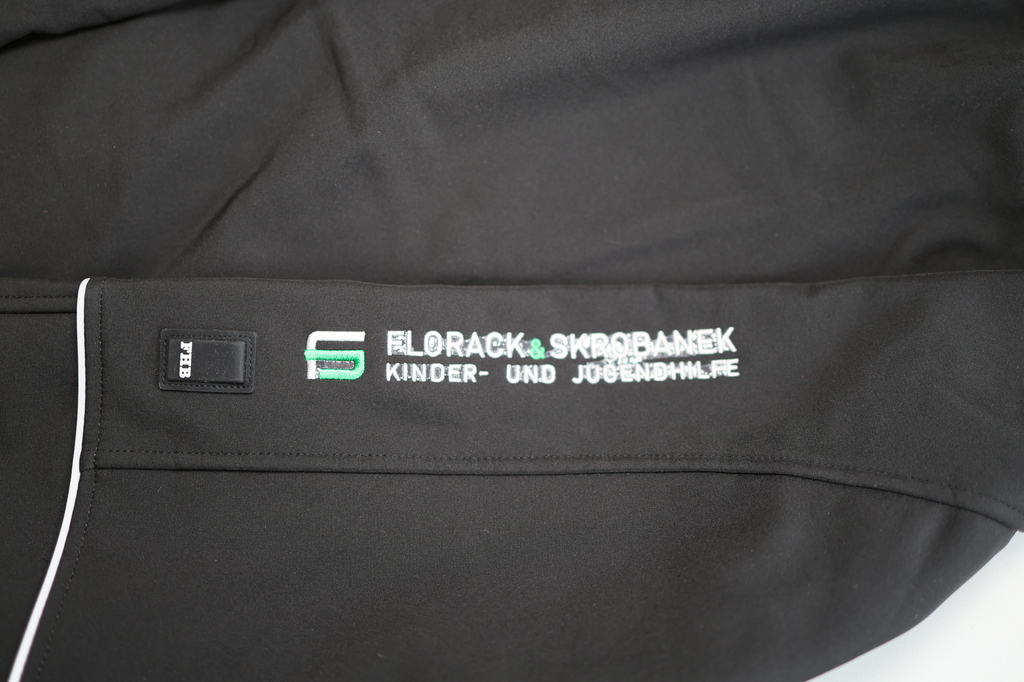 FHB
FLORACK & SKROBANEK
KINDER- UND JUGENDHILFE